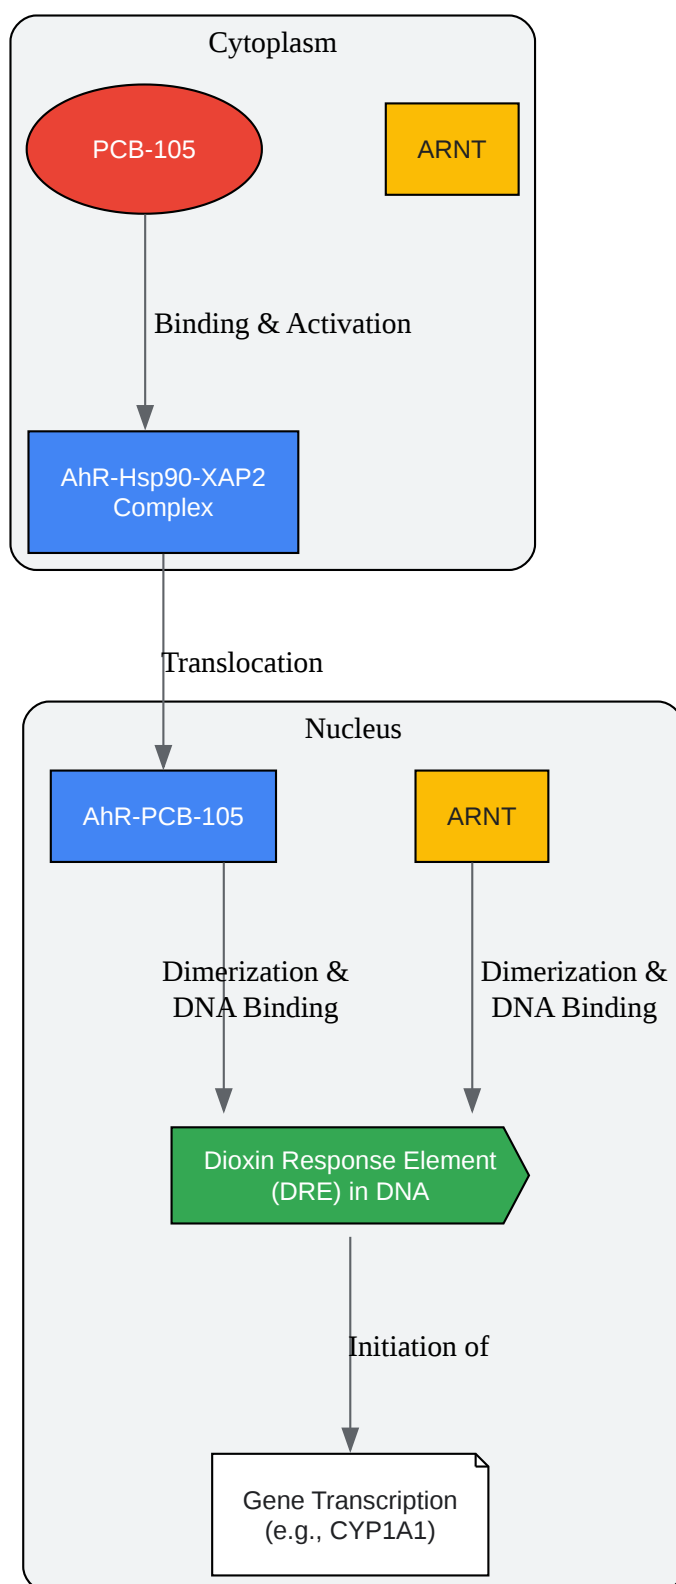 Cytoplasm
PCB-105
ARNT
Binding & Activation
AhR-Hsp90-XAP2
Complex
Translocation
Nucleus
AhR-PCB-105
ARNT
Dimerization &
DNA Binding
Dimerization &
DNA Binding
Dioxin Response Element
(DRE) in DNA
Initiation of
Gene Transcription
(e.g., CYP1A1)